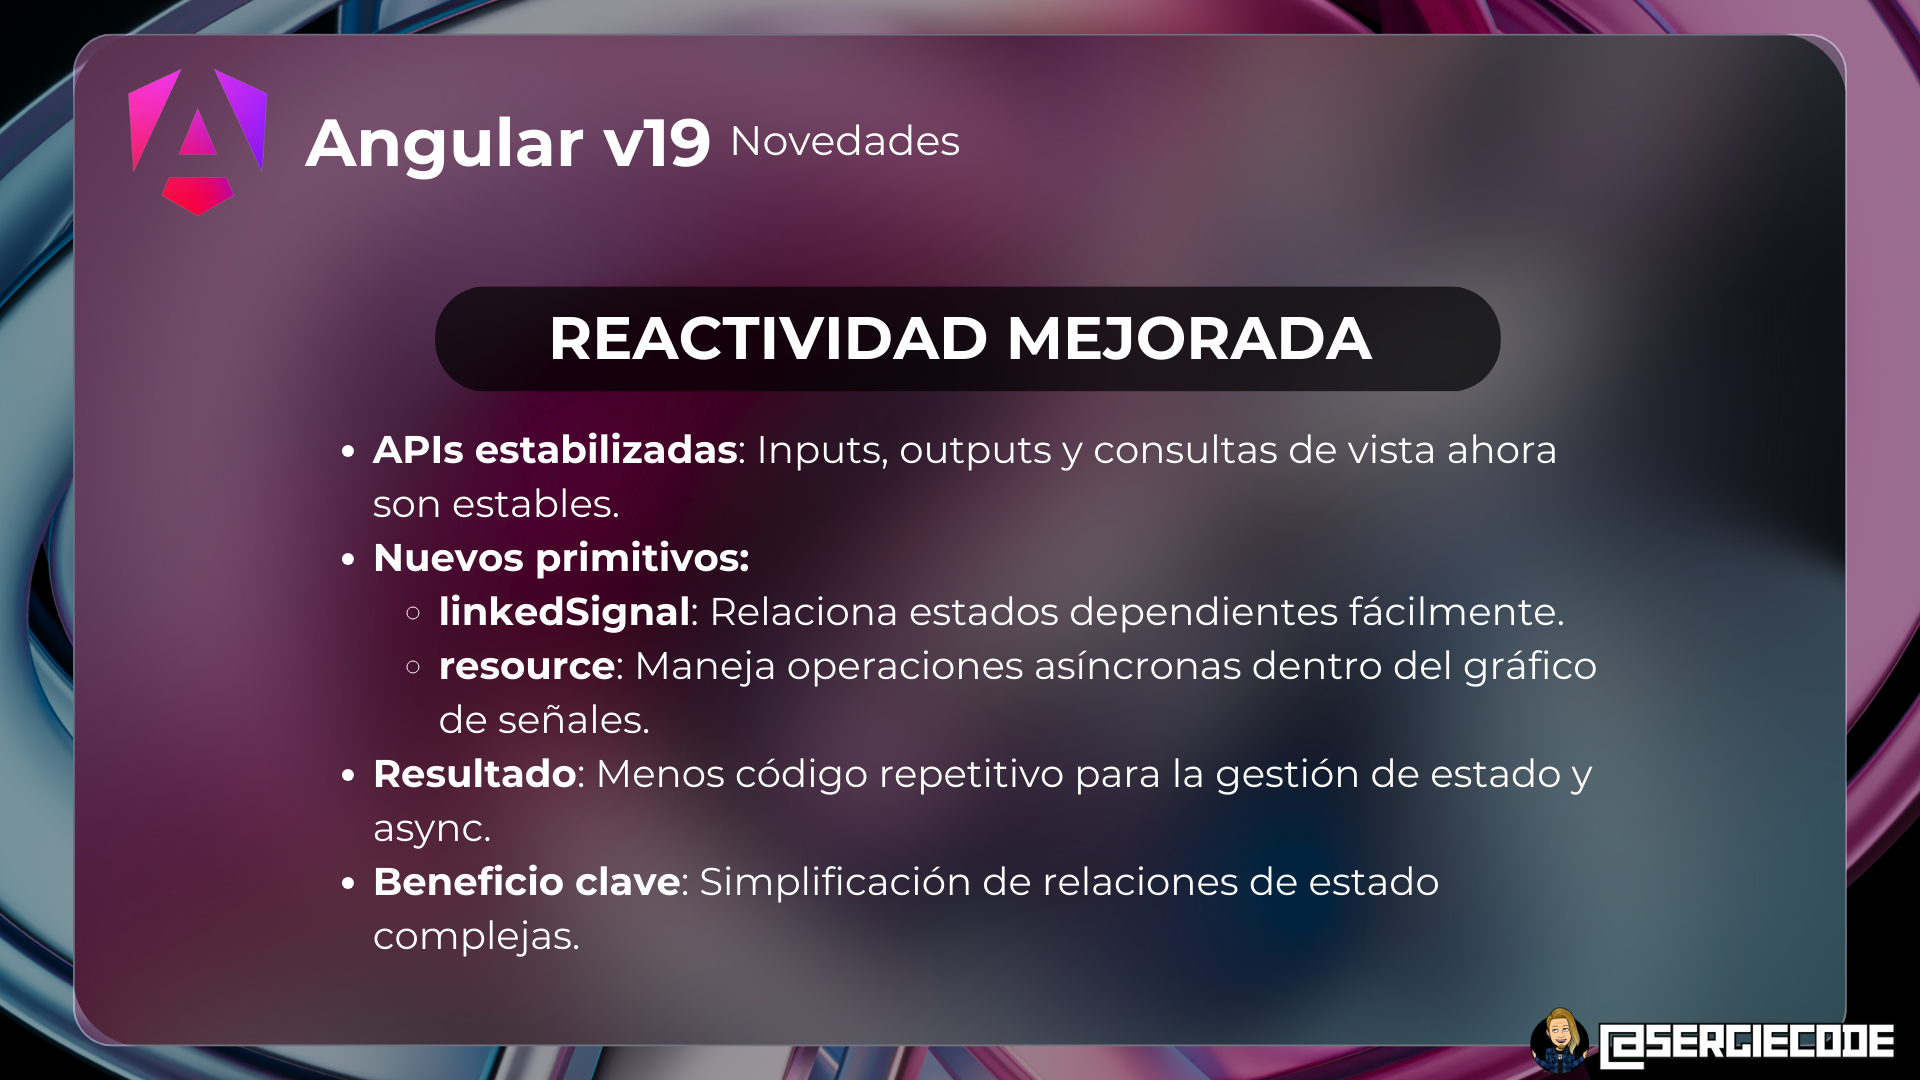 Angular v19 Novedades
REACTIVIDAD MEJORADA
• APIs estabilizadas: Inputs, outputs y consultas de vista ahora
son estables.
• Nuevos primitivos:
◦ linkedSignal: Relaciona estados dependientes fácilmente.
◦ resource: Maneja operaciones asíncronas dentro del gráfico
de señales.
• Resultado: Menos código repetitivo para la gestión de estado y
async.
• Beneficio clave: Simplificación de relaciones de estado
complejas.
@SERGIECODE